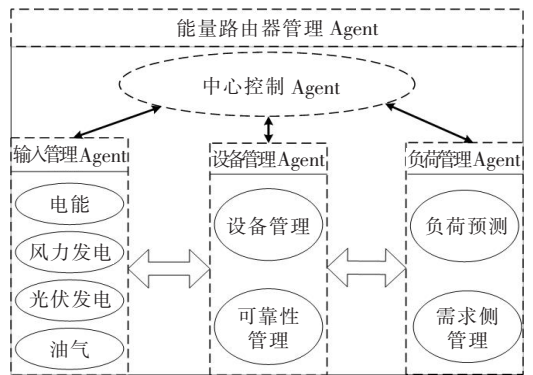 能量路由器管理 Agent
中心控制 Agent
输入管理Agent
设备管理Agent
负荷管理Agent
电能
风力发电
光伏发电
油气
设备管理
可靠性
管理
负荷预测
需求侧
管理